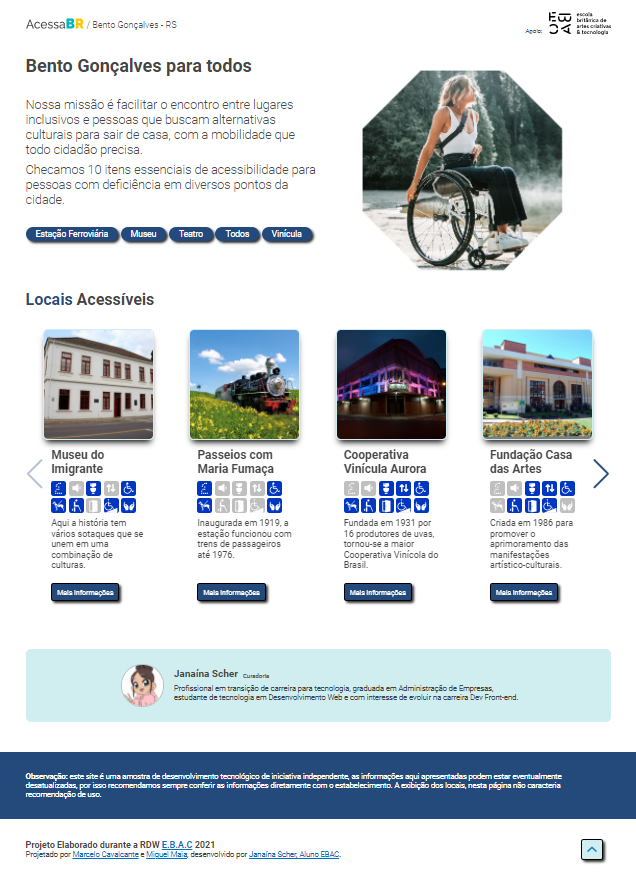 AcessaBR / Bento Gonçalves - RS
Apoio:
EBAC
escola
britânica de
artes criativas
& tecnologia
Bento Gonçalves para todos
Nossa missão é facilitar o encontro entre lugares
inclusivos e pessoas que buscam alternativas
culturais para sair de casa, com a mobilidade que
todo cidadão precisa.
Checamos 10 itens essenciais de acessibilidade para
pessoas com deficiência em diversos pontos da
cidade.
Estação Ferroviária
Museu
Teatro
Todos
Vinícula
Locais Acessíveis
Museu do
Imigrante
Aqui a história tem
vários sotaques que se
unem em uma
combinação de
culturas.
Mais Informações
Passeios com
Maria Fumaça
Inaugurada em 1919, a
estação funcionou com
trens de passageiros
até 1976.
Mais Informações
Cooperativa
Vinícula Aurora
Fundada em 1931 por
16 produtores de uvas,
tornou-se a maior
Cooperativa Vinícola do
Brasil.
Mais Informações
Fundação Casa
das Artes
Criada em 1986 para
promover o
aprimoramento das
manifestações
artístico-culturais.
Mais Informações
Janaína Scher Curadoria
Profissional em transição de carreira para tecnologia, graduada em Administração de Empresas,
estudante de tecnologia em Desenvolvimento Web e com interesse de evoluir na carreira Dev Front-end.
Observação: este site é uma amostra de desenvolvimento tecnológico de iniciativa independente, as informações aqui apresentadas podem estar eventualmente
desatualizadas, por isso recomendamos sempre conferir as informações diretamente com o estabelecimento. A exibição dos locais, nesta página não caracteria
recomendação de uso.
Projeto Elaborado durante a RDW E.B.A.C 2021
Projetado por Marcelo Cavalcante e Miquel Maia, desenvolvido por Janaína Scher, Aluno EBAC.